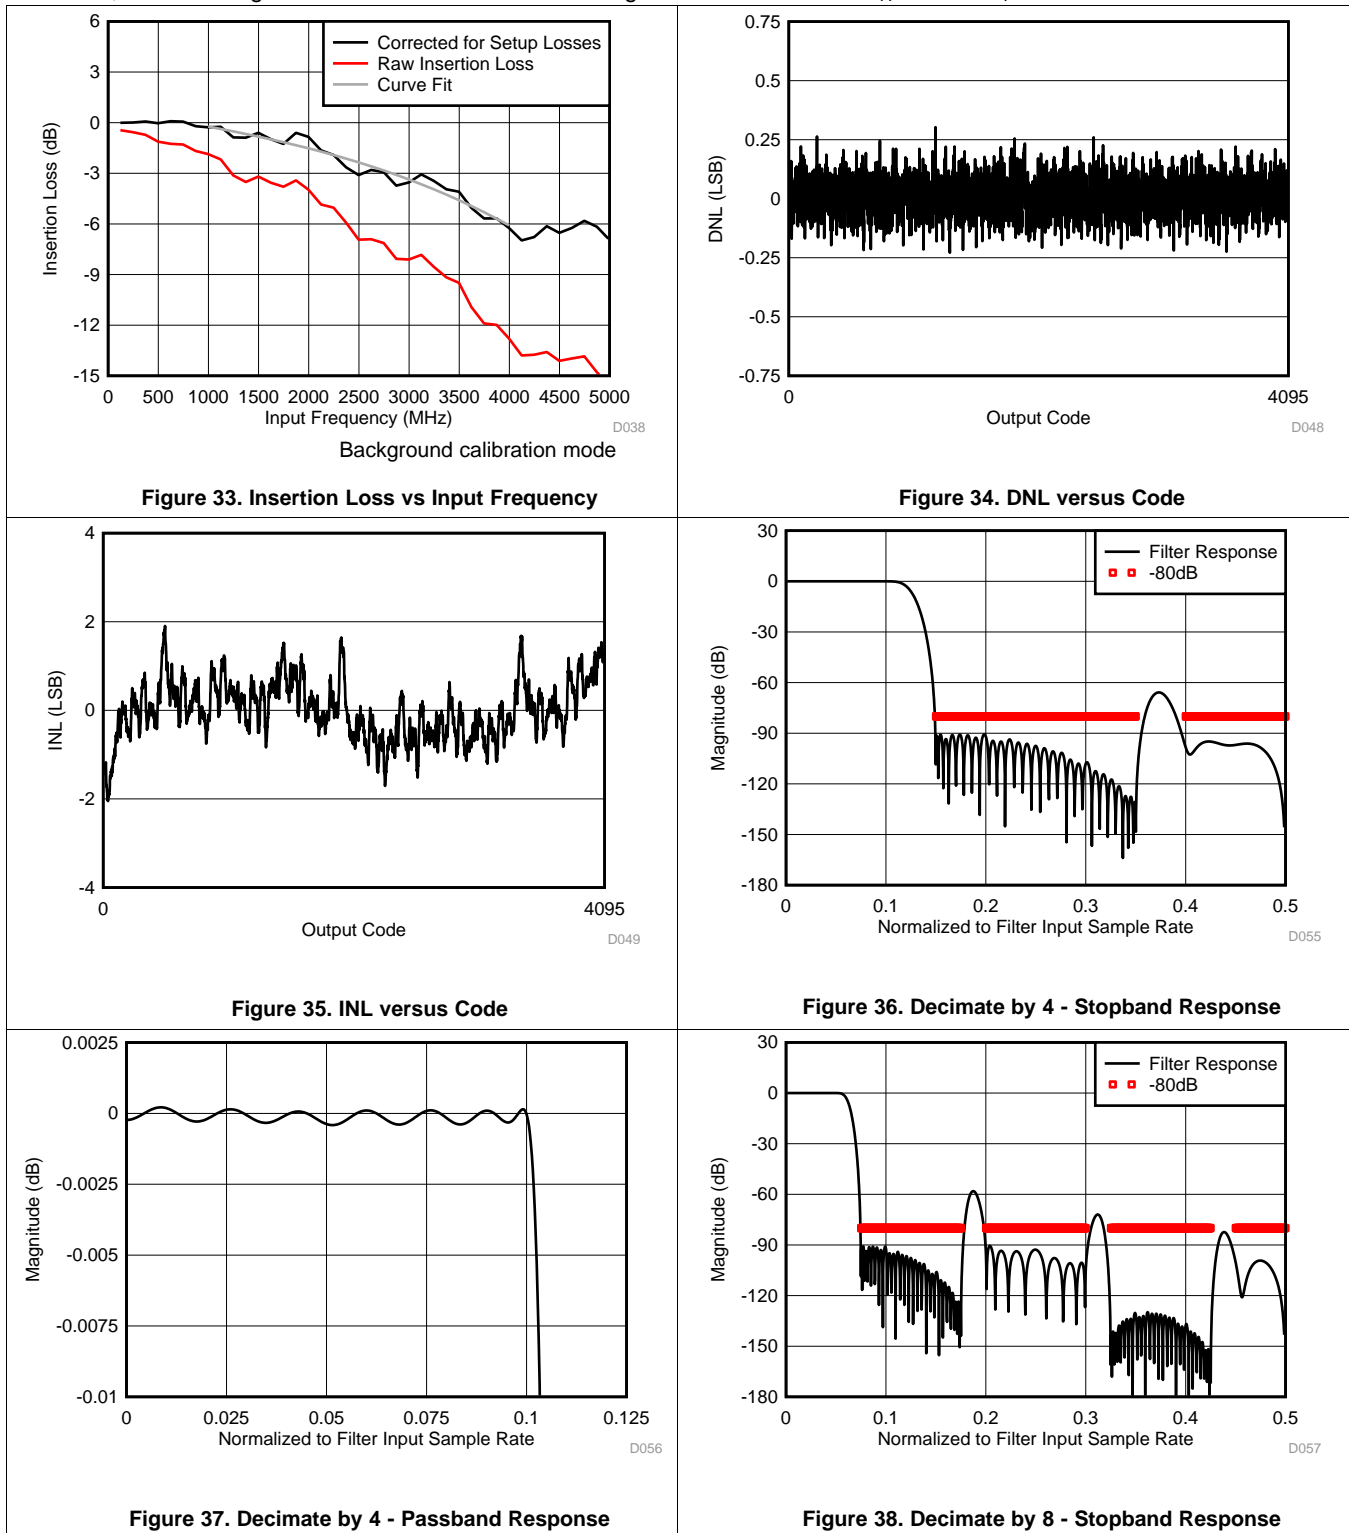 6
3
0
-3
-6
-9
-12
-15
0 500 1000 1500 2000 2500 3000 3500 4000 4500 5000
Insertion Loss (dB)
Input Frequency (MHz)
Corrected for Setup Losses
Raw Insertion Loss
Curve Fit
D038
Background calibration mode
Figure 33. Insertion Loss vs Input Frequency
0.75
0.5
0.25
0
-0.25
-0.5
-0.75
0 4095
DNL (LSB)
Output Code
D048
Figure 34. DNL versus Code
4
2
0
-2
-4
0 4095
INL (LSB)
Output Code
D049
Figure 35. INL versus Code
30
0
-30
-60
-90
-120
-150
-180
0 0.1 0.2 0.3 0.4 0.5
Magnitude (dB)
Normalized to Filter Input Sample Rate
Filter Response
-80dB
D055
Figure 36. Decimate by 4 - Stopband Response
0.0025
0
-0.0025
-0.005
-0.0075
-0.01
0 0.025 0.05 0.075 0.1 0.125
Magnitude (dB)
Normalized to Filter Input Sample Rate
D056
Figure 37. Decimate by 4 - Passband Response
30
0
-30
-60
-90
-120
-150
-180
0 0.1 0.2 0.3 0.4 0.5
Magnitude (dB)
Normalized to Filter Input Sample Rate
Filter Response
-80dB
D057
Figure 38. Decimate by 8 - Stopband Response